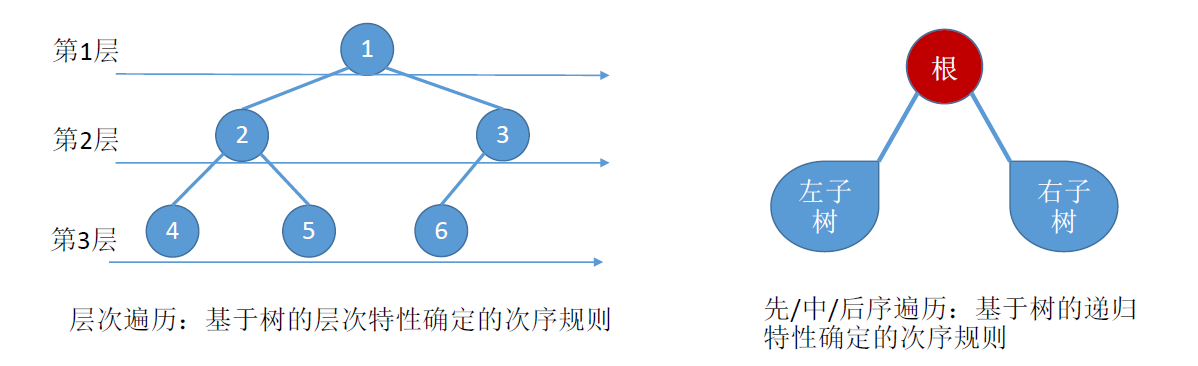 第1层
1
第2层
2
3
第3层
4
5
6
层次遍历：基于树的层次特性确定的次序规则
根
左子
树
右子
树
先/中/后序遍历：基于树的递归
特性确定的次序规则